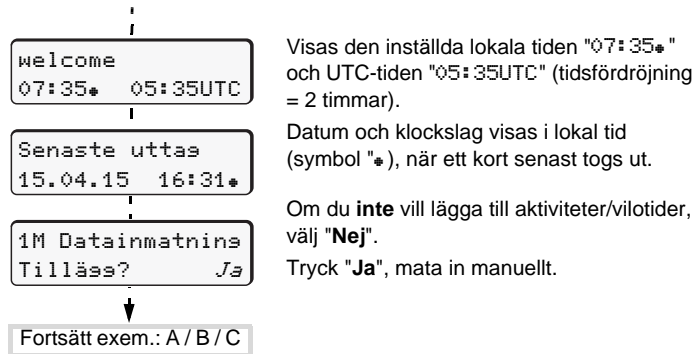 welcome
07:35● 05:35UTC
Visas den inställda lokala tiden "07:35●"
och UTC-tiden "05:35UTC" (tidsfördröjning
= 2 timmar).
Senaste uttag
15.04.15 16:31●
Datum och klockslag visas i lokal tid
(symbol "●), när ett kort senast togs ut.
1M Datainmatning
Tillägg? Ja
Om du inte vill lägga till aktiviteter/vilotider,
välj "Nej".
Tryck "Ja", mata in manuellt.
Fortsätt exem.: A / B / C